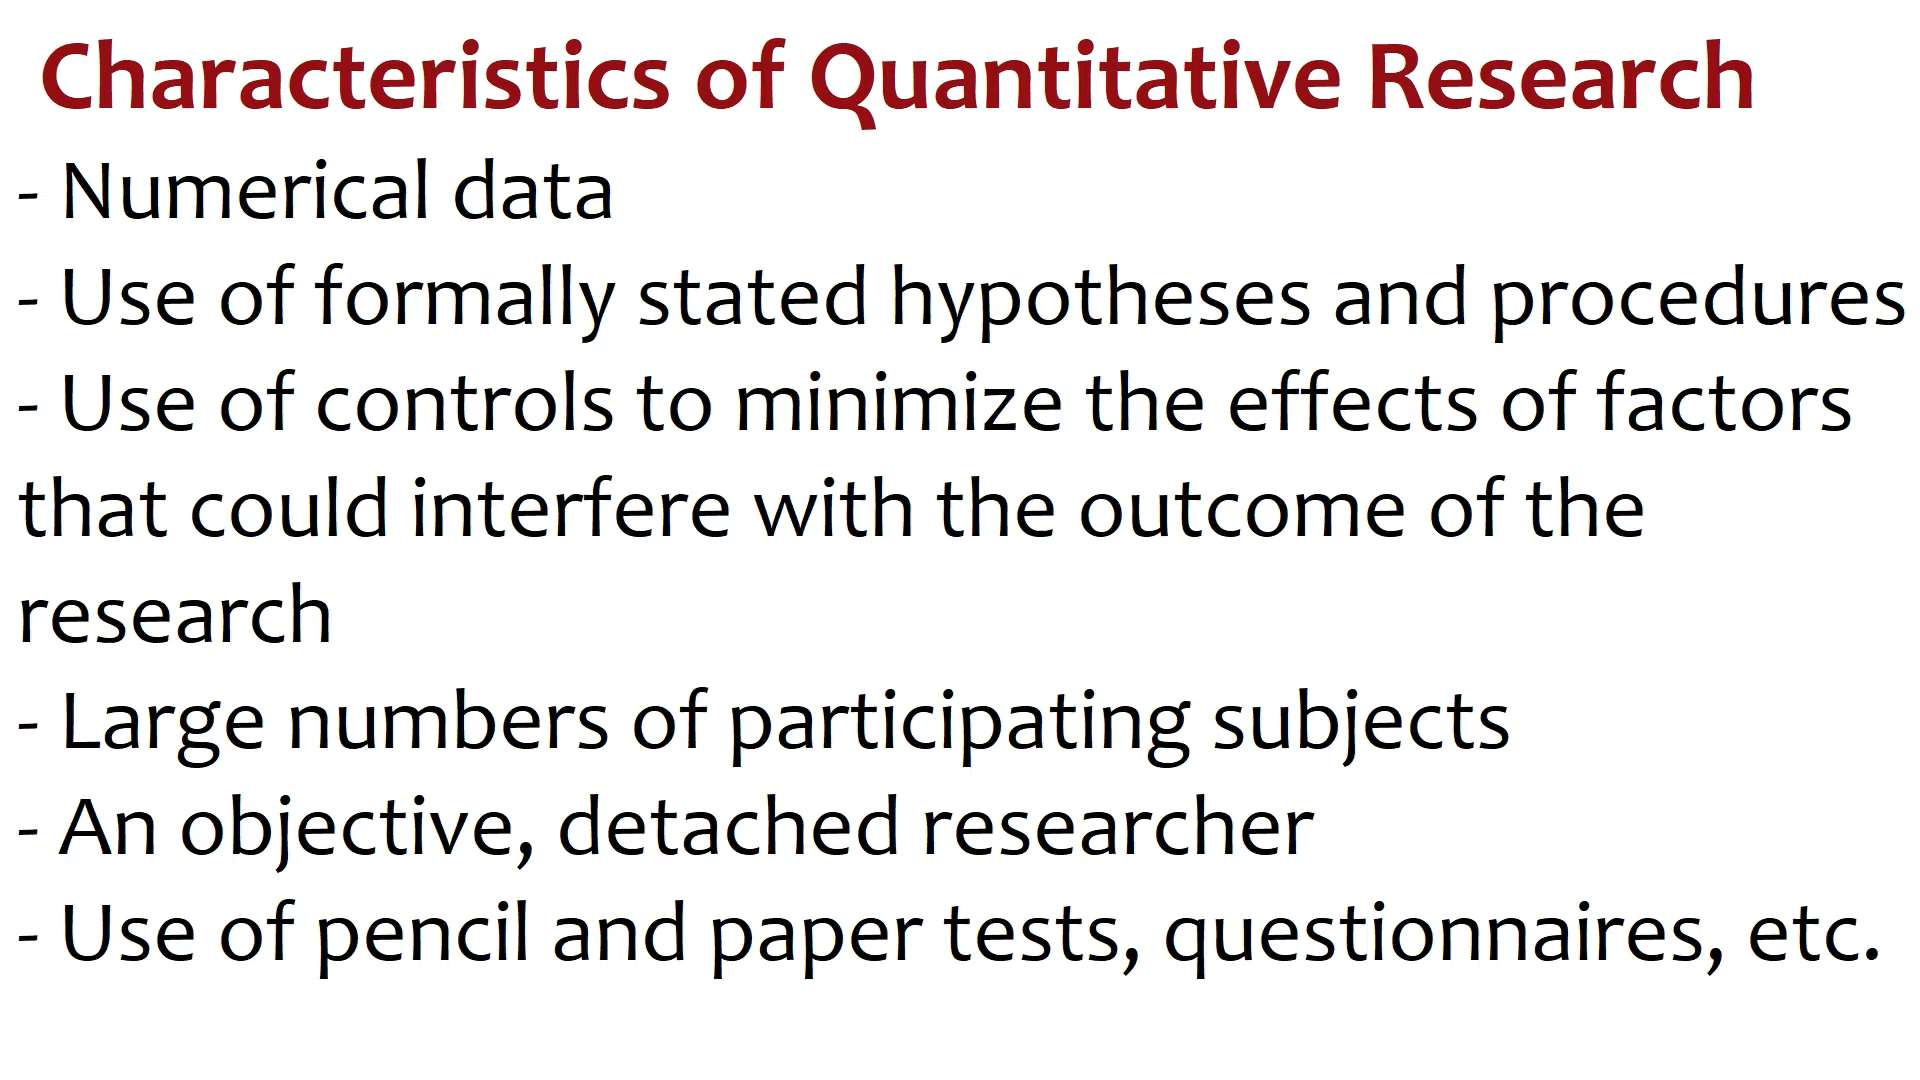 Characteristics of Quantitative Research
- Numerical data
- Use of formally stated hypotheses and procedures
- Use of controls to minimize the effects of factors
that could interfere with the outcome of the
research
- Large numbers of participating subjects
- An objective, detached researcher
- Use of pencil and paper tests, questionnaires, etc.